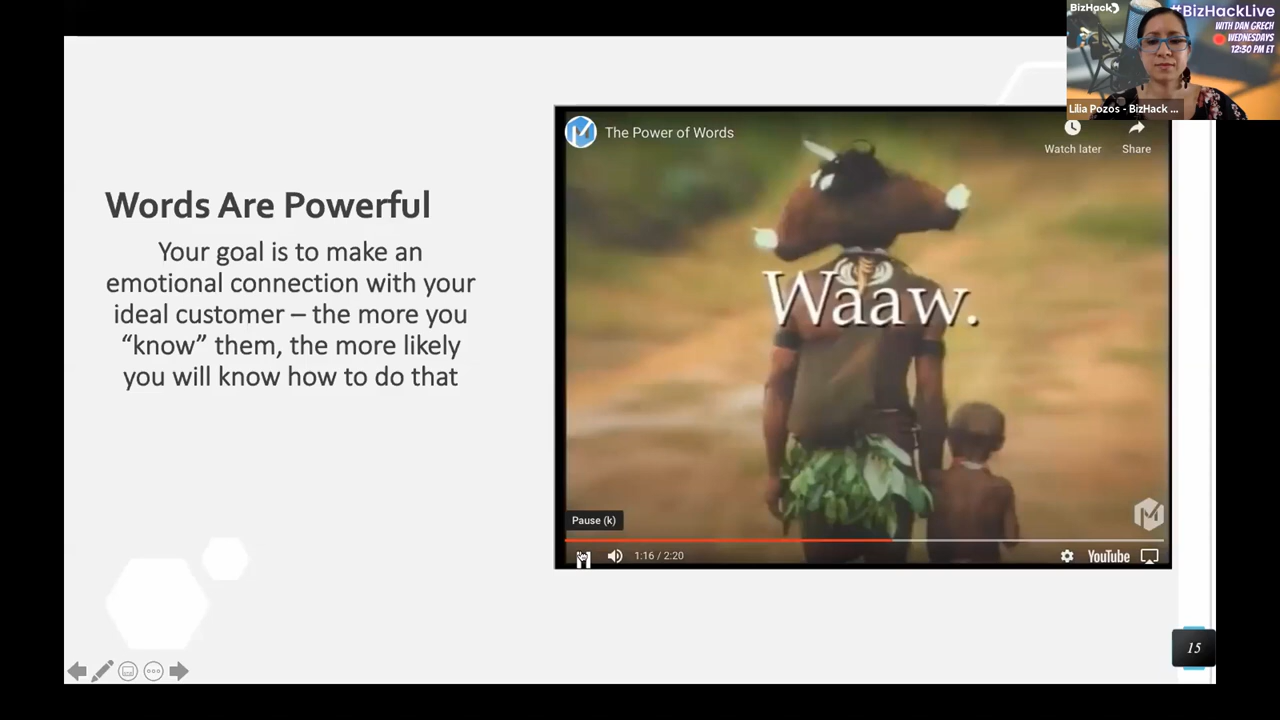 BizHack
#BizHackLive
WITH DAN GRECH
WEDNESDAYS
12:30 PM ET
Lilia Pozos - BizHack ...
The Power of Words
Watch later
Share
Words Are Powerful
Your goal is to make an
emotional connection with your
ideal customer – the more you
“know” them, the more likely
you will know how to do that
Waaw.
Pause (k)
1:16 / 2:20
YouTube
15